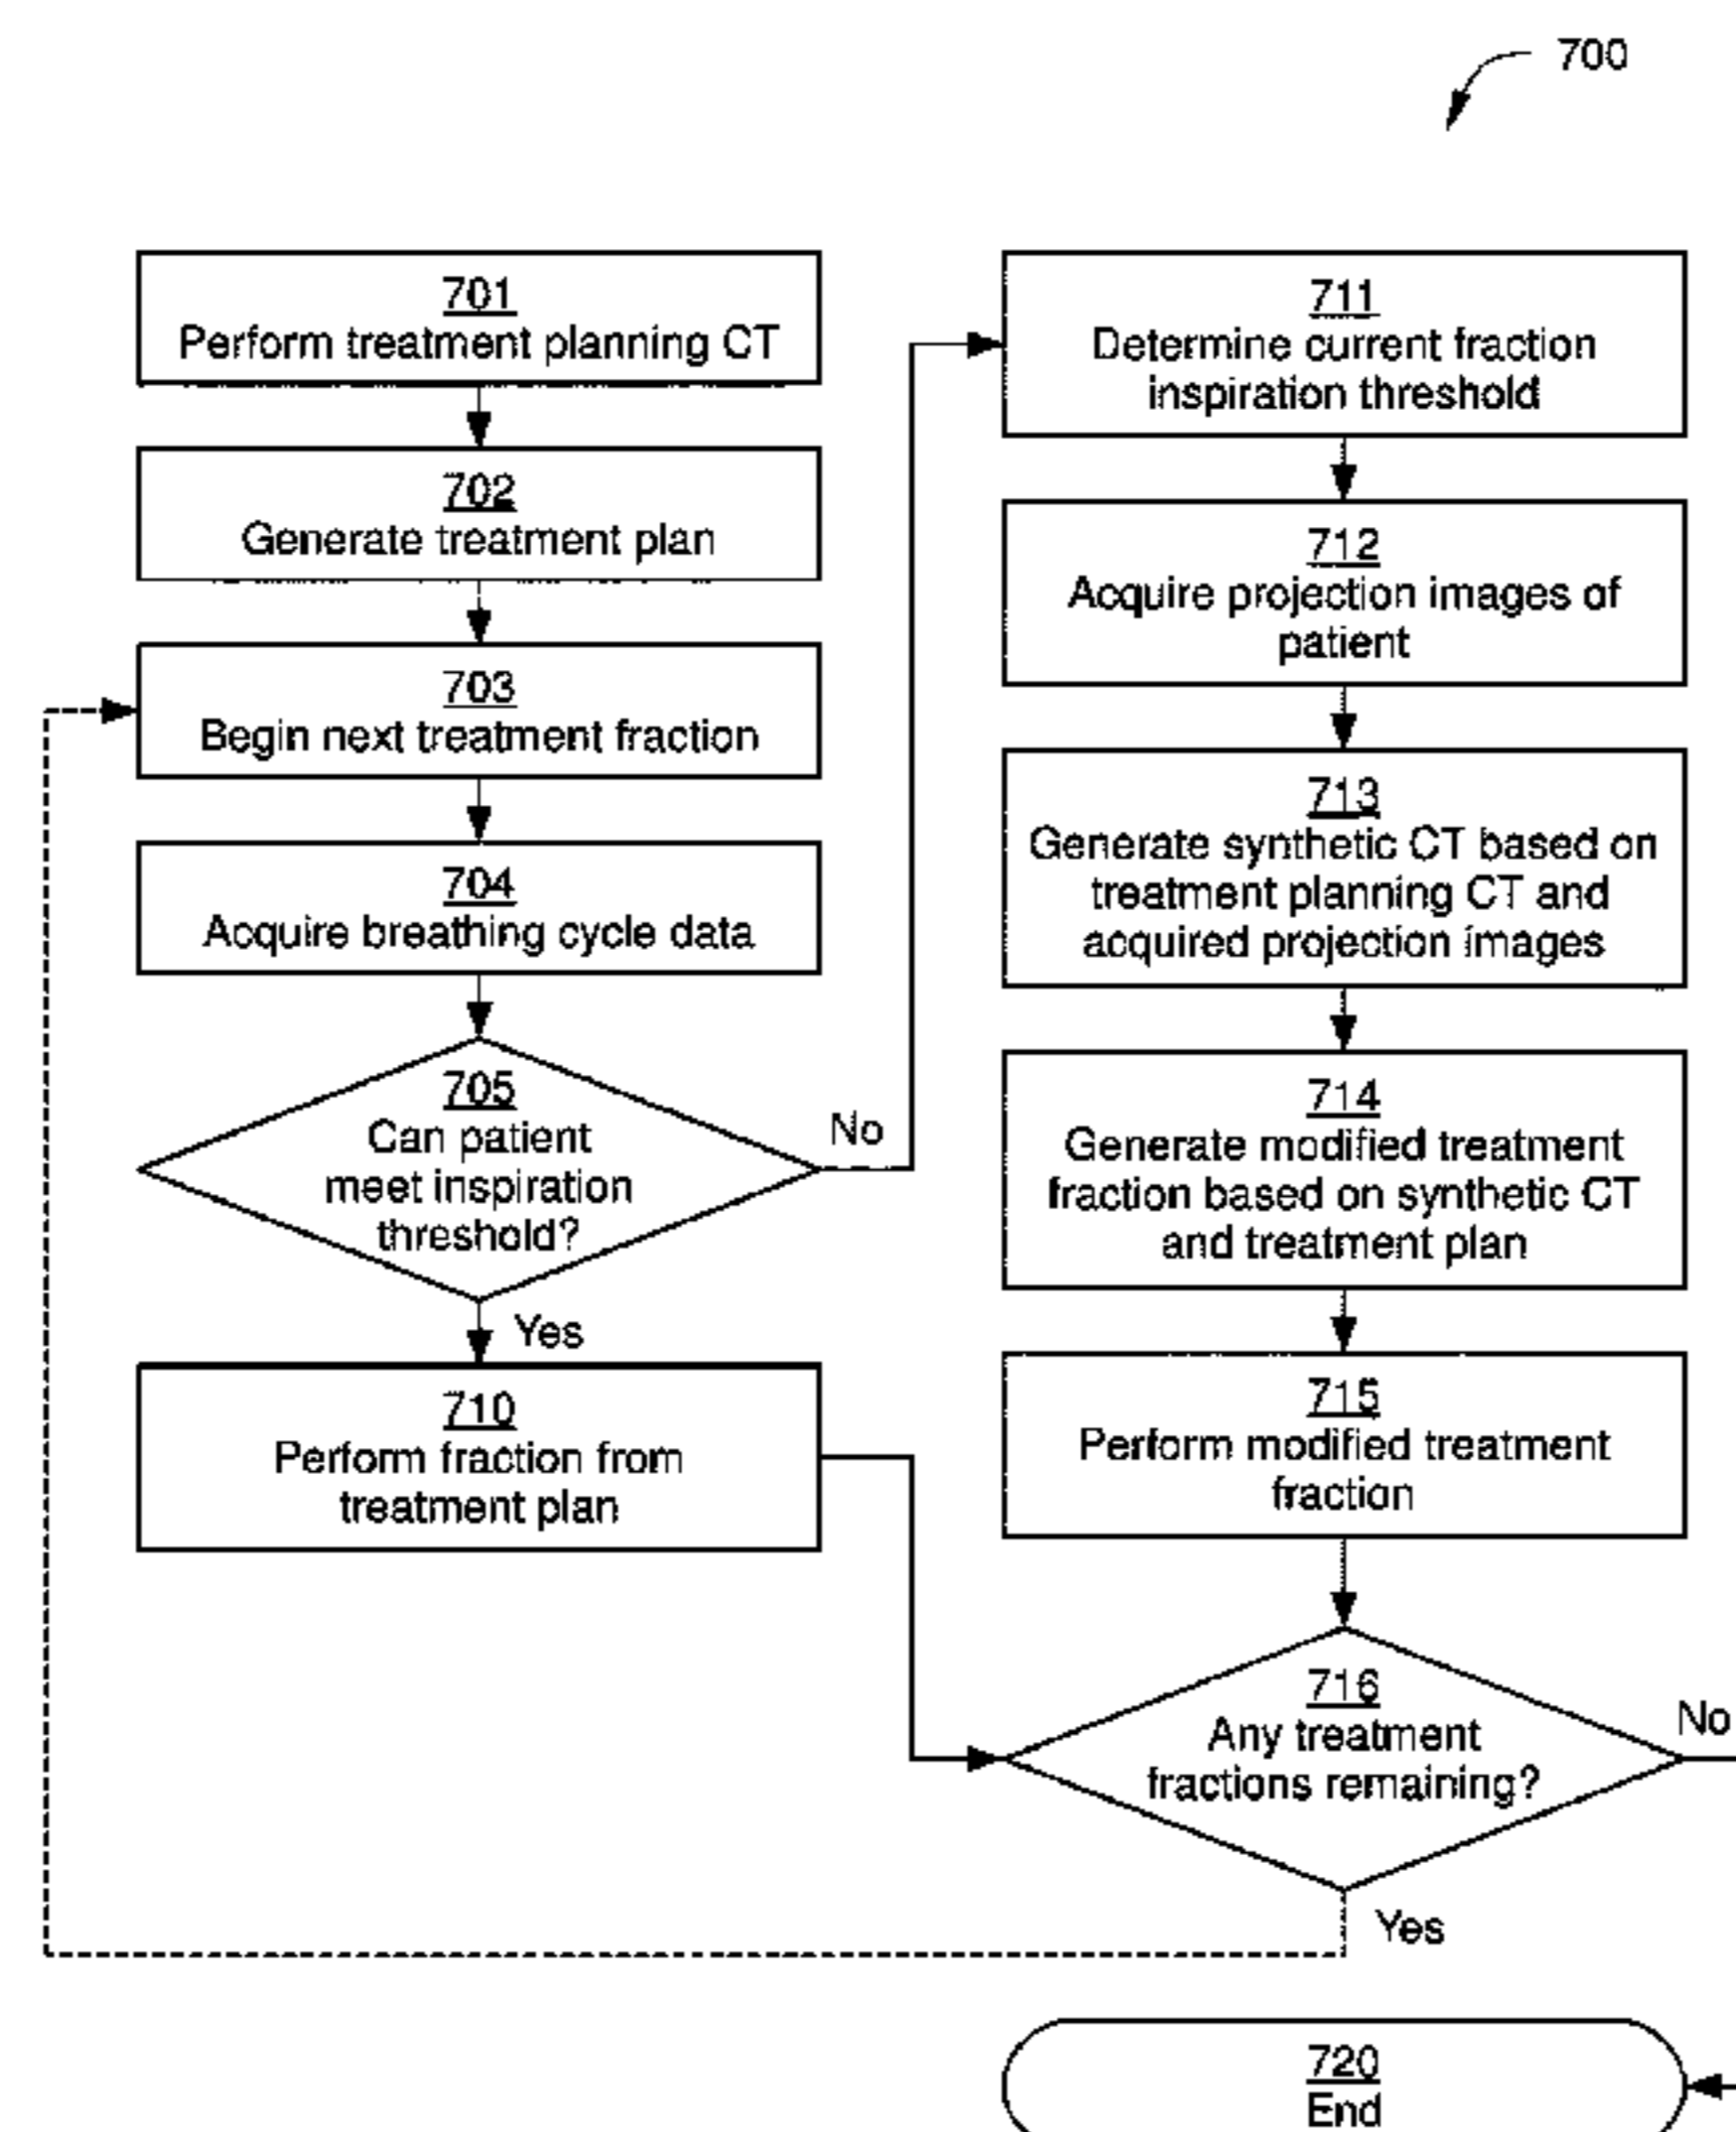 700
701
Perform treatment planning CT
702
Generate treatment plan
703
Begin next treatment fraction
704
Acquire breathing cycle data
705
Can patient
meet inspiration
threshold?
No
Yes
710
Perform fraction from
treatment plan
711
Determine current fraction
inspiration threshold
712
Acquire projection images of
patient
713
Generate synthetic CT based on
treatment planning CT and
acquired projection images
714
Generate modified treatment
fraction based on synthetic CT
and treatment plan
715
Perform modified treatment
fraction
716
Any treatment
fractions remaining?
No
Yes
720
End